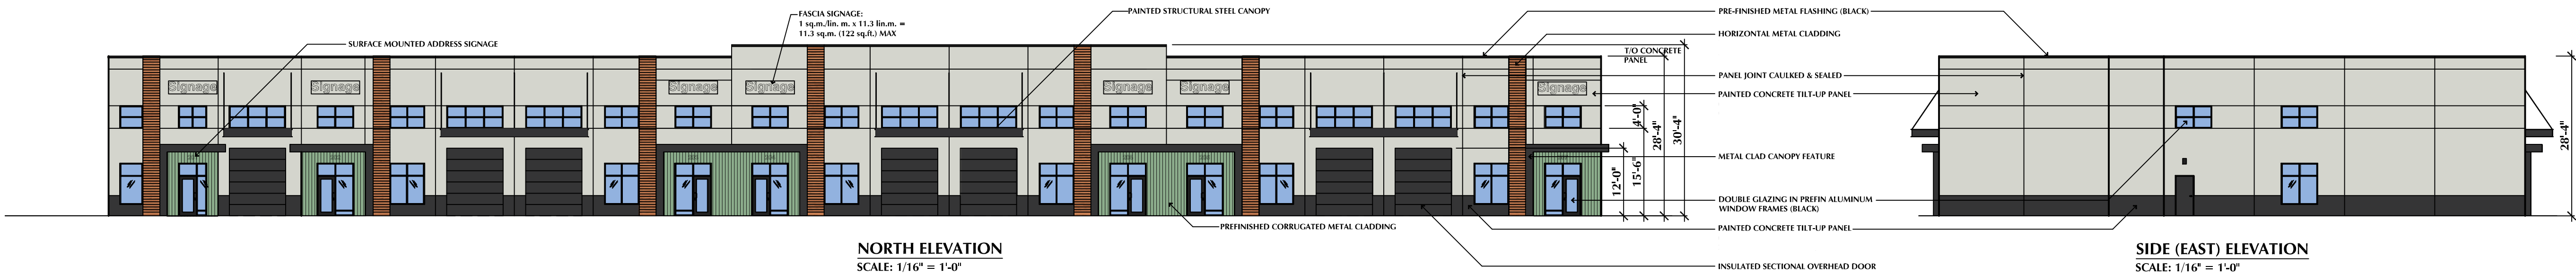 FASCIA SIGNAGE:
1 sq.m./lin. m. x 11.3 lin.m. =
11.3 sq.m. (122 sq.ft.) MAX
PAINTED STRUCTURAL STEEL CANOPY
PRE-FINISHED METAL FLASHING (BLACK)
SURFACE MOUNTED ADDRESS SIGNAGE
HORIZONTAL METAL CLADDING
T/O CONCRETE
PANEL
PANEL JOINT CAULKED & SEALED
PAINTED CONCRETE TILT-UP PANEL
Signage
Signage
Signage
Signage
Signage
Signage
Signage
4'-0"
28'-4"
30'-4"
15'-6"
12'-0"
28'-4"
METAL CLAD CANOPY FEATURE
DOUBLE GLAZING IN PREFIN ALUMINUM
WINDOW FRAMES (BLACK)
PREFINISHED CORRUGATED METAL CLADDING
PAINTED CONCRETE TILT-UP PANEL
INSULATED SECTIONAL OVERHEAD DOOR
NORTH ELEVATION
SCALE: 1/16" = 1'-0"
SIDE (EAST) ELEVATION
SCALE: 1/16" = 1'-0"